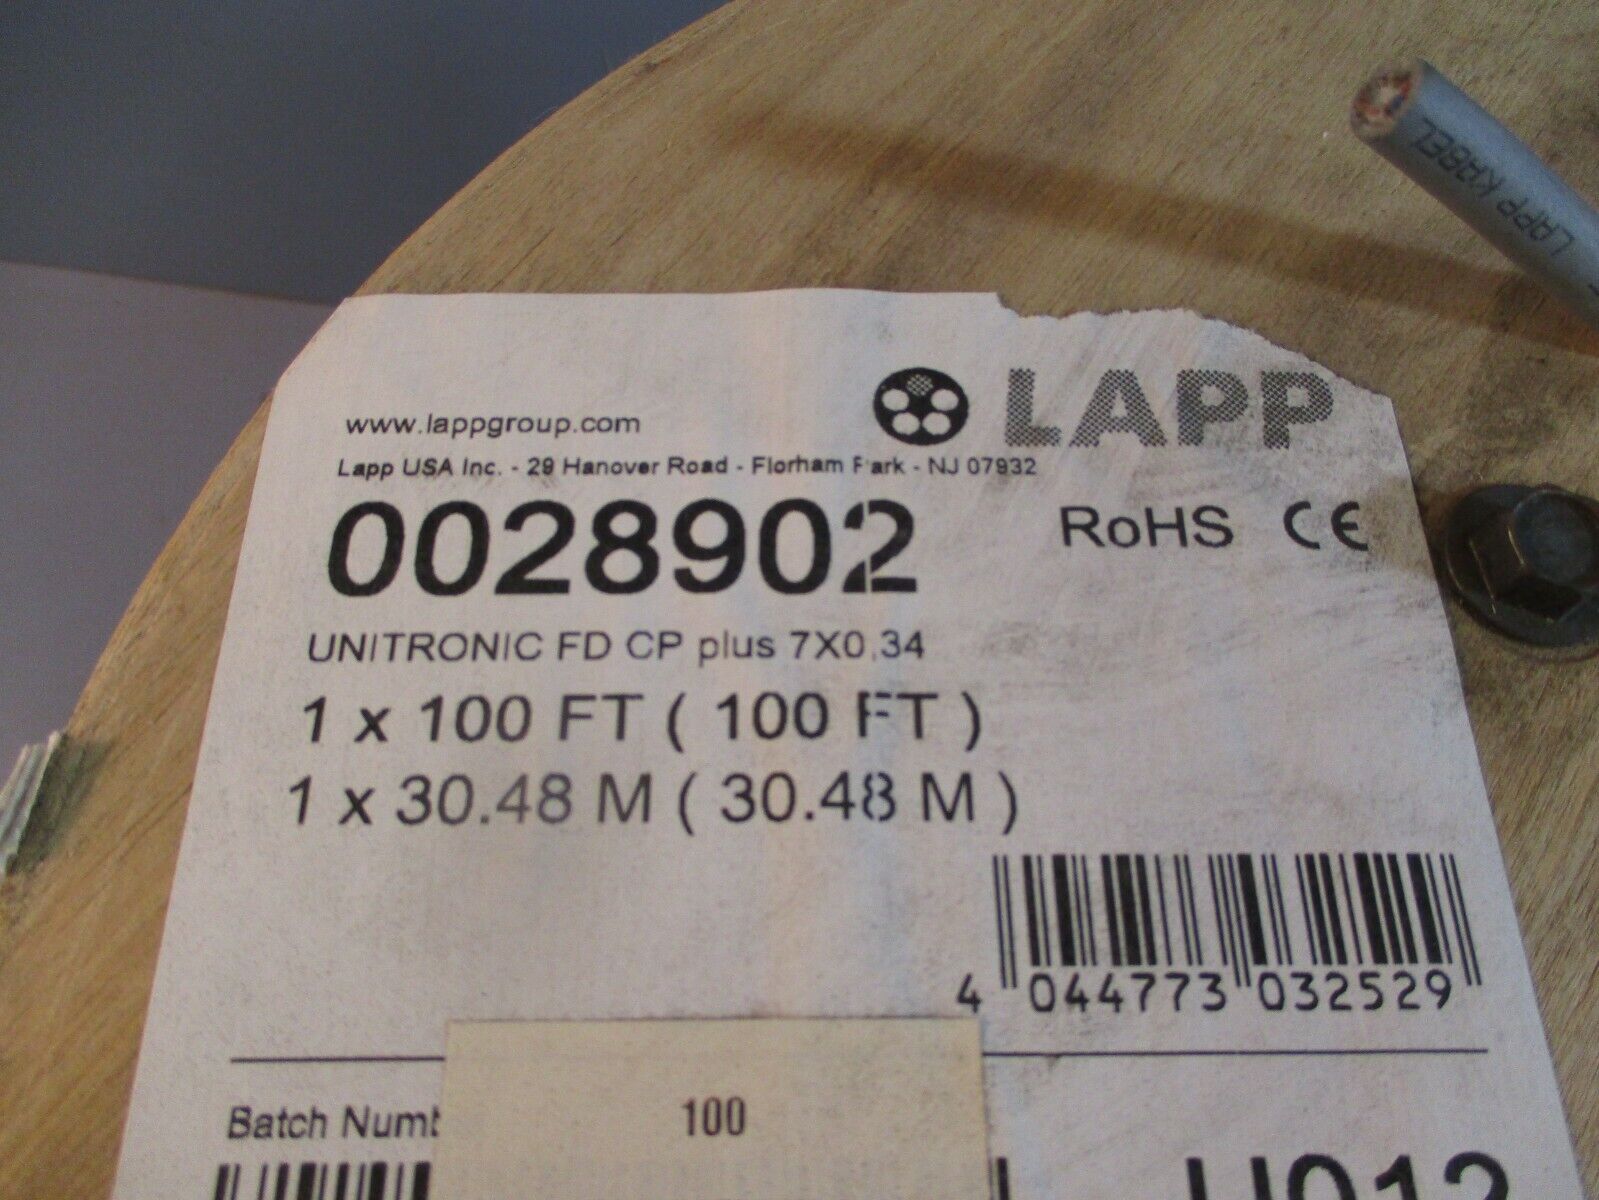 LAPP KABEL
www.lappgroup.com
LAPP
Lapp USA Inc. - 29 Hanover Road - Florham Park - NJ 07932
0028902
RoHS CE
UNITRONIC FD CP plus 7X0,34
1 x 100 FT ( 100 FT )
1 x 30.48 M ( 30.48 M )
4 044773 032529
Batch Numb
100